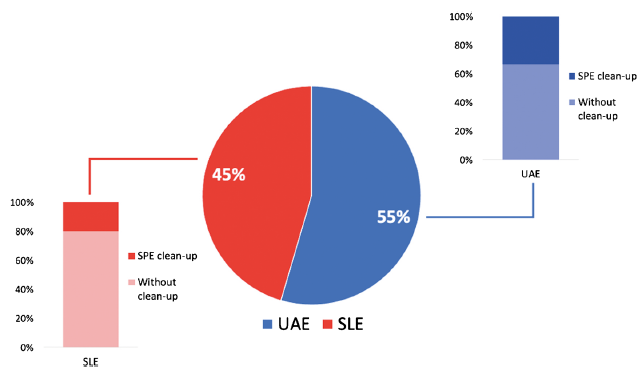 100%
80%
60%
40%
20%
0%
SPE clean-up
Without
clean-up
UAE
45%
55%
100%
80%
60%
40%
20%
0%
SPE clean-up
Without
clean-up
SLE
UAE SLE